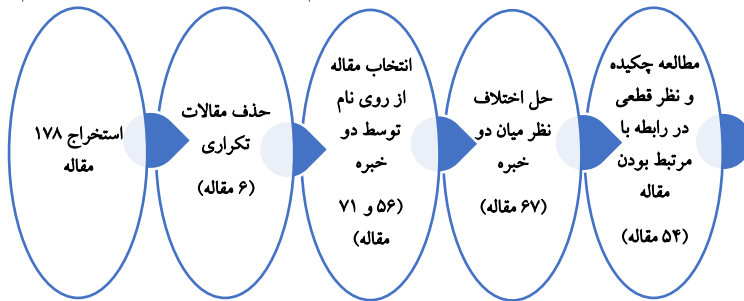 استخراج ۱۷۸
مقاله
حذف مقالات
تکراری
(۶ مقاله)
انتخاب مقاله
از روی نام
توسط دو
خبره
(۵۶ و ۷۱
مقاله)
حل اختلاف
نظر میان دو
خبره
(۶۷ مقاله)
مطالعه چکیده
و نظر قطعی
در رابطه با
مرتبط بودن
مقاله
(۵۴ مقاله)